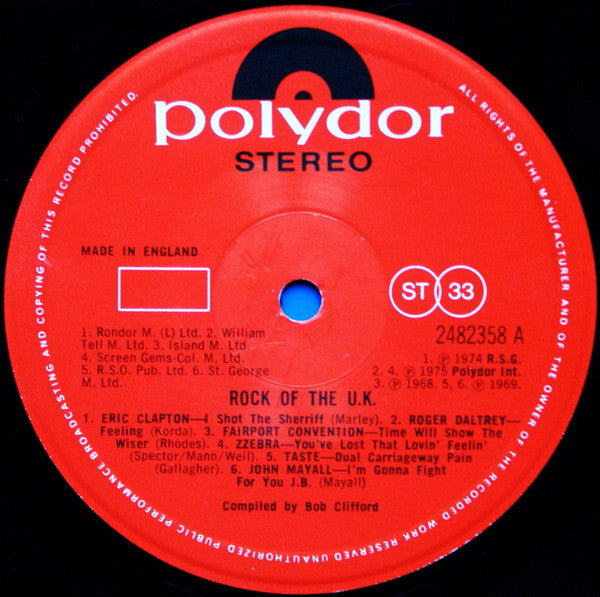 polydor
STEREO
ALL RIGHTS OF THE MANUFACTURER AND OF THE OWNER OF THE RECORDED WORK RESERVED UNAUTHORIZED PUBLIC PERFORMANCE BROADCASTING AND COPYING OF THIS RECORD PROHIBITED.
MADE IN ENGLAND
ST 33
1. Rondor M. (L) Ltd. 2. William
Tell M. Ltd. 3. Island M. Ltd.
4. Screen Gems-Col. M. Ltd.
5. R.S.O. Pub. Ltd. 6. St. George
M. Ltd.
2482358 A
1. ℗ 1974 R.S.G.
2, 4. ℗ 1975 Polydor Int.
3. ℗ 1968. 5, 6. ℗ 1969.
ROCK OF THE U.K.
1. ERIC CLAPTON—I Shot The Sherriff (Marley). 2. ROGER DALTREY—
Feeling (Korda). 3. FAIRPORT CONVENTION—Time Will Show The
Wiser (Rhodes). 4. ZZEBRA—You've Lost That Lovin' Feelin'
(Spector/Mann/Weil). 5. TASTE—Dual Carriageway Pain
(Gallagher). 6. JOHN MAYALL—I'm Gonna Fight
For You J.B. (Mayall)
Compiled by Bob Clifford